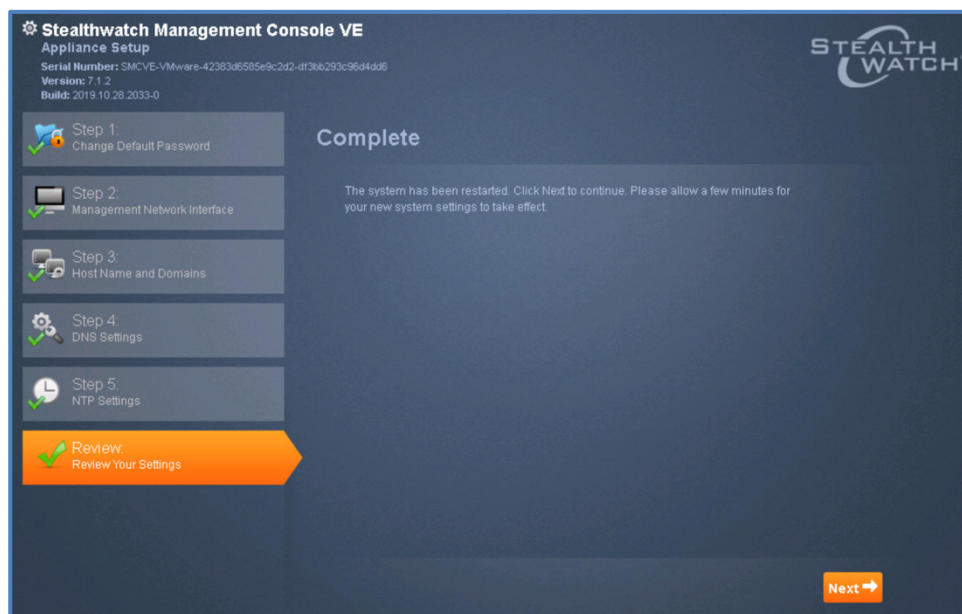 Stealthwatch Management Console VE
Appliance Setup
Serial Number: SMCVE-VMware-42383d6585e9c2d2-df3bb293c96d4dd6
Version: 7.1.2
Build: 2019.10.28.2033-0
STEALTH
WATCH
Step 1:
Change Default Password
Step 2:
Management Network Interface
Step 3:
Host Name and Domains
Step 4:
DNS Settings
Step 5:
NTP Settings
Review:
Review Your Settings
Complete
The system has been restarted. Click Next to continue. Please allow a few minutes for
your new system settings to take effect.
Next